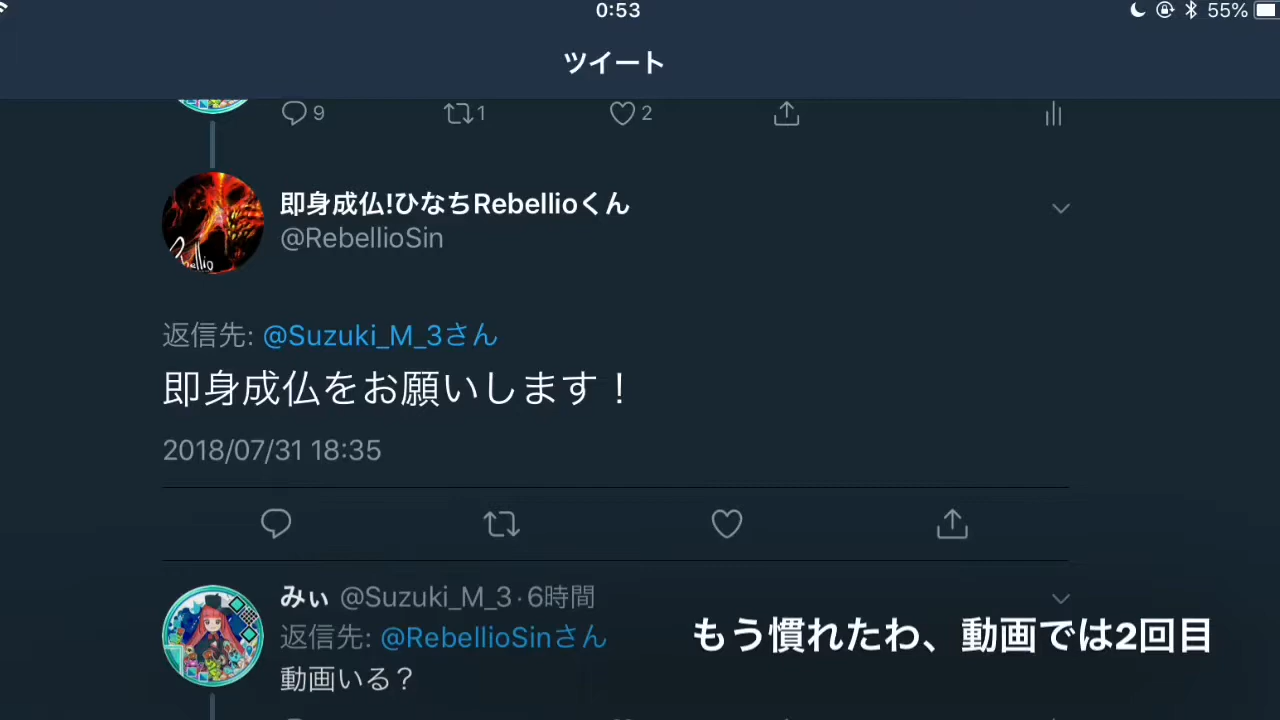 0:53
55%
ツイート
9
1
2
即身成仏!ひなちRebellioくん
@RebellioSin
返信先: @Suzuki_M_3さん
即身成仏をお願いします！
2018/07/31 18:35
みぃ @Suzuki_M_3·6時間
返信先: @RebellioSinさん
動画いる？
もう慣れたわ、動画では2回目